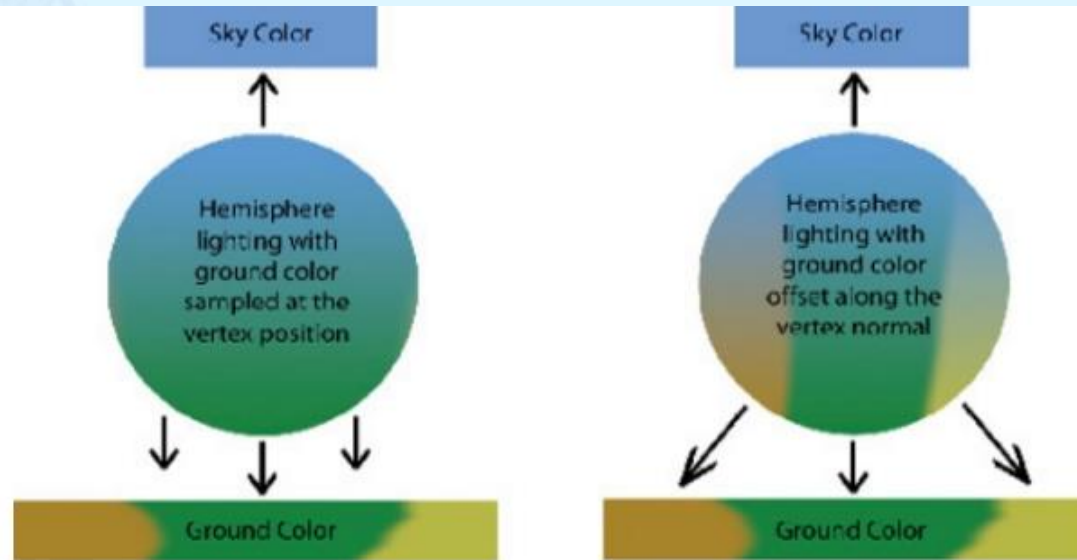 Sky Color
Hemisphere
lighting with
ground color
sampled at the
vertex position
Ground Color
Sky Color
Hemisphere
lighting with
ground color
offset along the
vertex normal
Ground Color